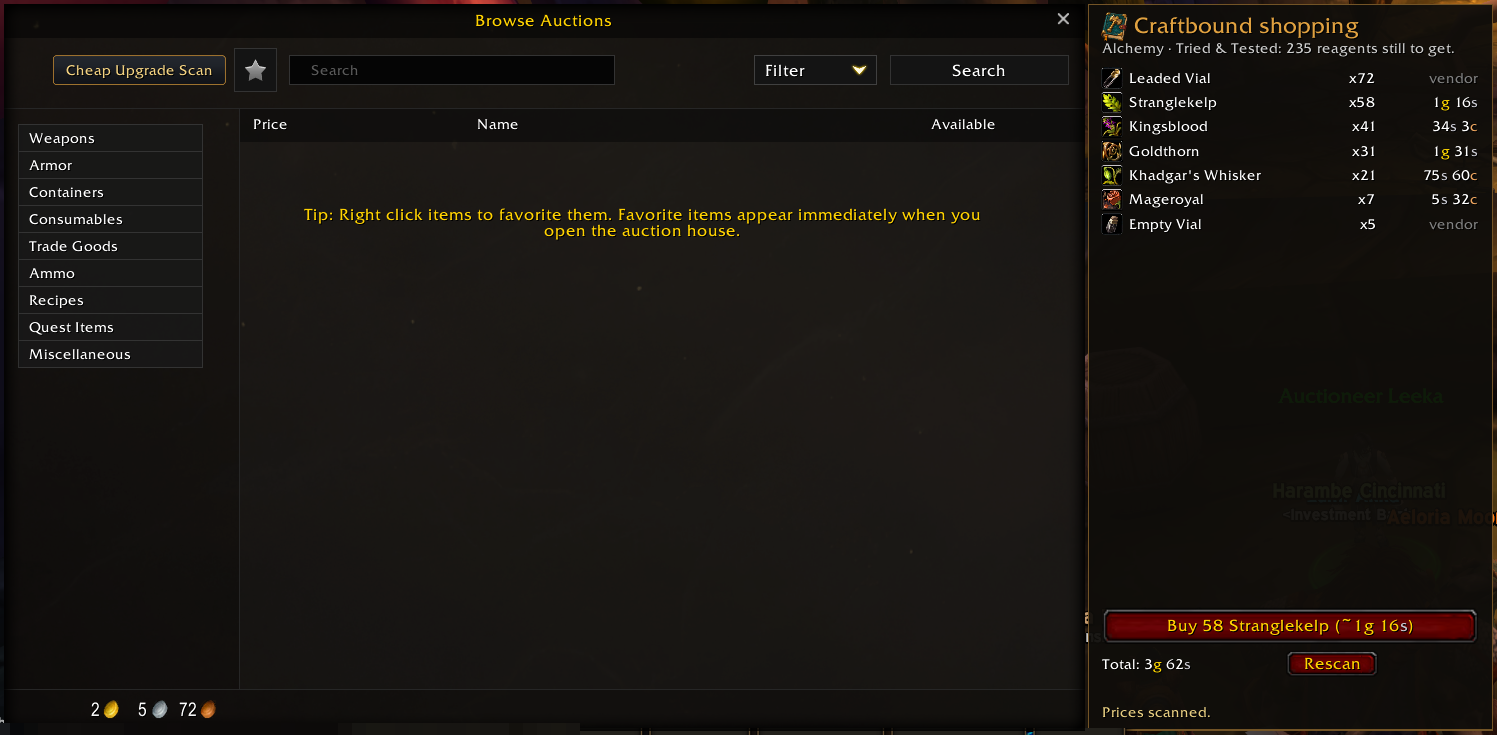 Browse Auctions
Cheap Upgrade Scan
Search
Filter
Search
Price Name Available
Weapons
Armor
Containers
Consumables
Trade Goods
Ammo
Recipes
Quest Items
Miscellaneous
Tip: Right click items to favorite them. Favorite items appear immediately when you
open the auction house.
2 5 72
Craftbound shopping
Alchemy · Tried & Tested: 235 reagents still to get.
Leaded Vial x72 vendor
Stranglekelp x58 1g 16s
Kingsblood x41 34s 3c
Goldthorn x31 1g 31s
Khadgar's Whisker x21 75s 60c
Mageroyal x7 5s 32c
Empty Vial x5 vendor
Auctioneer Leeka
Harambe Cincinnati
<Investment
Aeloria
Buy 58 Stranglekelp (~1g 16s)
Total: 3g 62s
Rescan
Prices scanned.